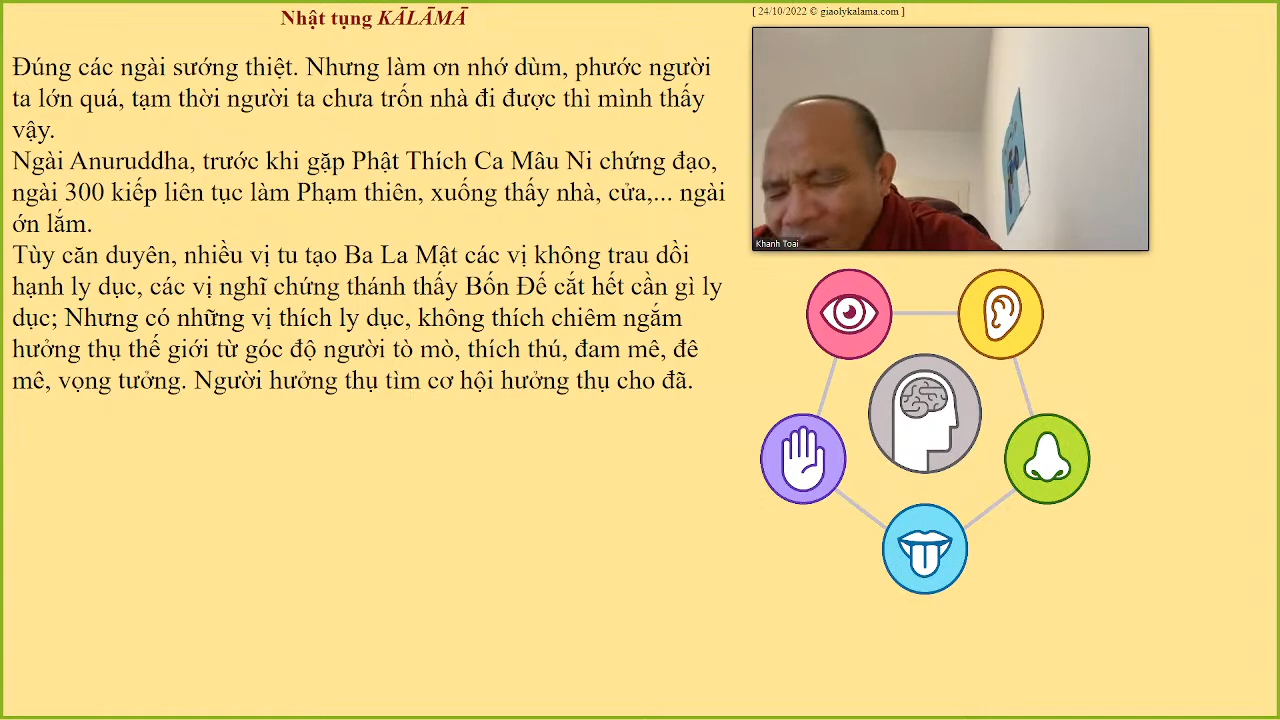 Nhật tụng KĀLĀMĀ
[ 24/10/2022 © giaolykalama.com ]
Đúng các ngài sướng thiệt. Nhưng làm ơn nhớ dùm, phước người
ta lớn quá, tạm thời người ta chưa trốn nhà đi được thì mình thấy
vậy.
Ngài Anuruddha, trước khi gặp Phật Thích Ca Mâu Ni chứng đạo,
ngài 300 kiếp liên tục làm Phạm thiên, xuống thấy nhà, cửa,... ngài
ớn lắm.
Tùy căn duyên, nhiều vị tu tạo Ba La Mật các vị không trau dồi
hạnh ly dục, các vị nghĩ chứng thánh thấy Bốn Đế cắt hết cần gì ly
dục; Nhưng có những vị thích ly dục, không thích chiêm ngắm
hưởng thụ thế giới từ góc độ người tò mò, thích thú, đam mê, đê
mê, vọng tưởng. Người hưởng thụ tìm cơ hội hưởng thụ cho đã.
Khanh Toai